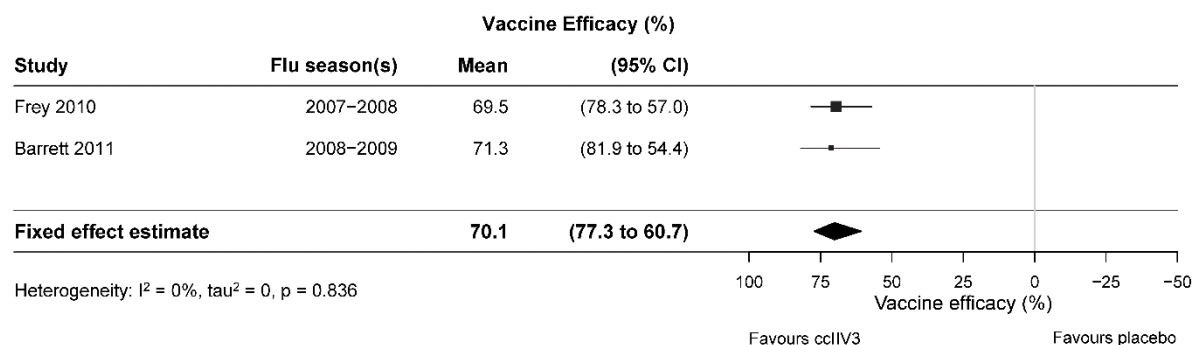 Vaccine Efficacy (%)
Study Flu season(s) Mean (95% CI)
Frey 2010 2007−2008 69.5 (78.3 to 57.0)
Barrett 2011 2008−2009 71.3 (81.9 to 54.4)
Fixed effect estimate 70.1 (77.3 to 60.7)
Heterogeneity: I² = 0%, tau² = 0, p = 0.836
100 75 50 25 0 −25 −50
Vaccine efficacy (%)
Favours ccIIV3 Favours placebo